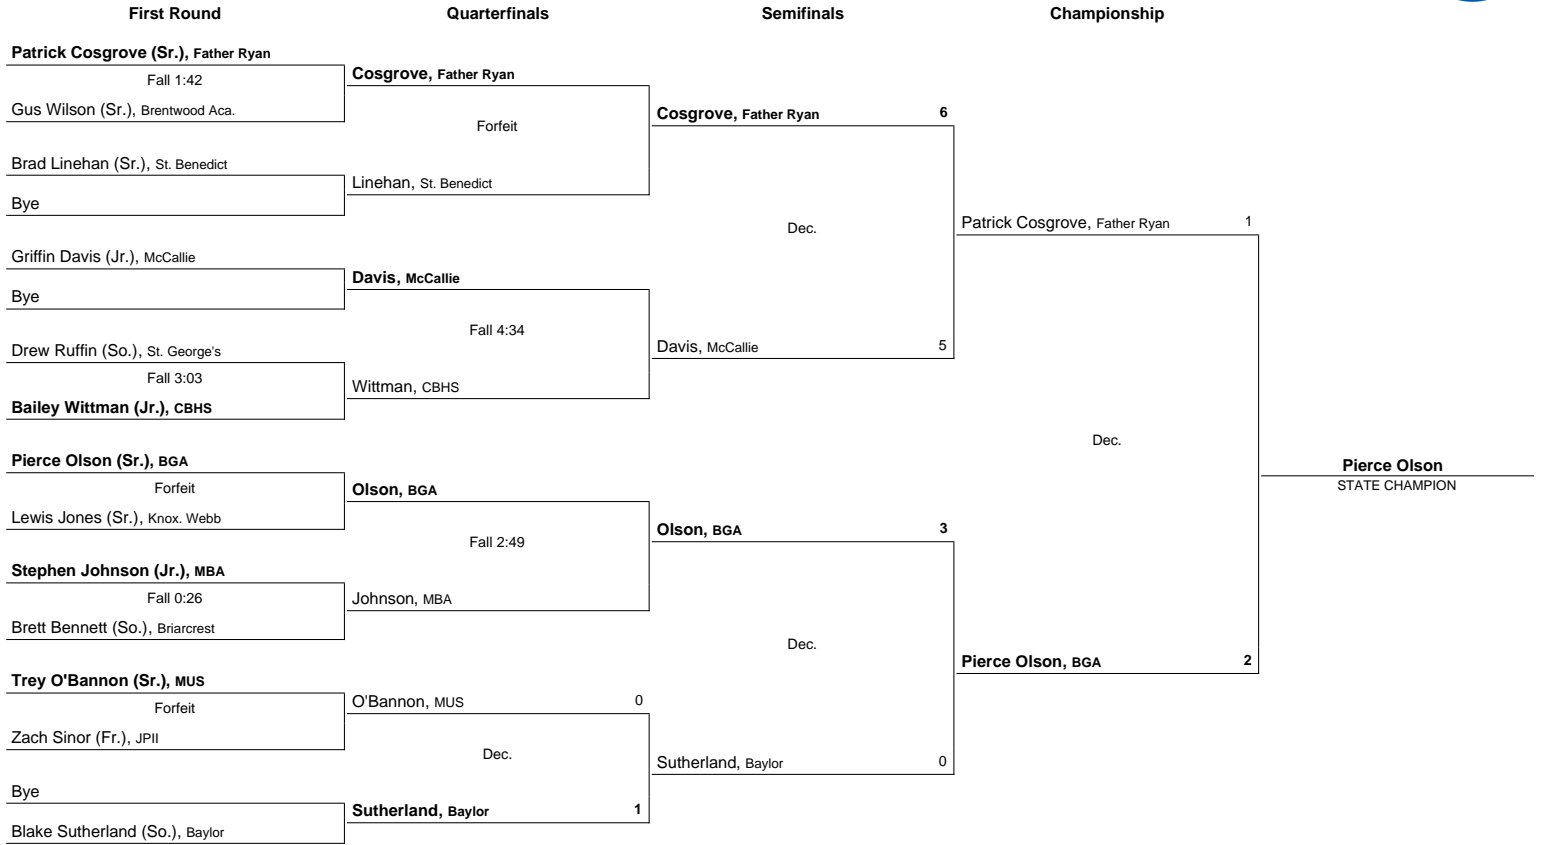 First Round
Quarterfinals
Semifinals
Championship
Patrick Cosgrove (Sr.), Father Ryan
Fall 1:42
Gus Wilson (Sr.), Brentwood Aca.
Brad Linehan (Sr.), St. Benedict
Bye
Griffin Davis (Jr.), McCallie
Bye
Drew Ruffin (So.), St. George's
Fall 3:03
Bailey Wittman (Jr.), CBHS
Pierce Olson (Sr.), BGA
Forfeit
Lewis Jones (Sr.), Knox. Webb
Stephen Johnson (Jr.), MBA
Fall 0:26
Brett Bennett (So.), Briarcrest
Trey O'Bannon (Sr.), MUS
Forfeit
Zach Sinor (Fr.), JPII
Bye
Blake Sutherland (So.), Baylor
Cosgrove, Father Ryan
Forfeit
Linehan, St. Benedict
Davis, McCallie
Fall 4:34
Wittman, CBHS
Olson, BGA
Fall 2:49
Johnson, MBA
O'Bannon, MUS 0
Dec.
Sutherland, Baylor 1
Cosgrove, Father Ryan 6
Dec.
Davis, McCallie 5
Olson, BGA 3
Dec.
Sutherland, Baylor 0
Patrick Cosgrove, Father Ryan 1
Dec.
Pierce Olson, BGA 2
Pierce Olson
STATE CHAMPION